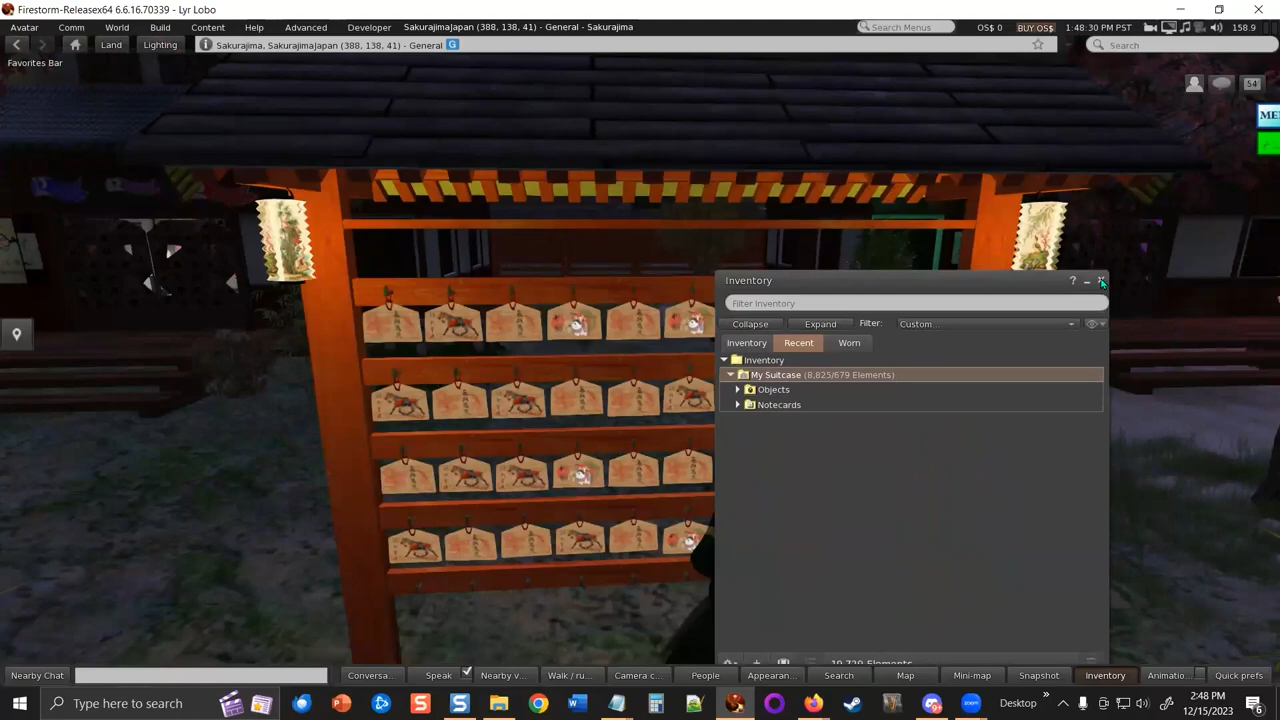 Firestorm-Releasex64 6.6.16.70339 - Lyr Lobo
Avatar Comm World Build Content Help Advanced Developer SakurajimaJapan (388, 138, 41) - General - Sakurajima Search Menus OS$ 0 BUY OS$ 1:48:30 PM PST 158.9
Land Lighting Sakurajima, SakurajimaJapan (388, 138, 41) - General G Search
Favorites Bar
54
Inventory ?
Filter Inventory
Collapse Expand Filter: Custom...
Inventory Recent Worn
Inventory
My Suitcase (8,825/679 Elements)
Objects
Notecards
19,729 Elements
Nearby Chat Conversa... Speak Nearby v... Walk / ru... Camera c... People Appearan... Search Map Mini-map Snapshot Inventory Animatio... Quick prefs
Type here to search Desktop 2:48 PM
12/15/2023 6